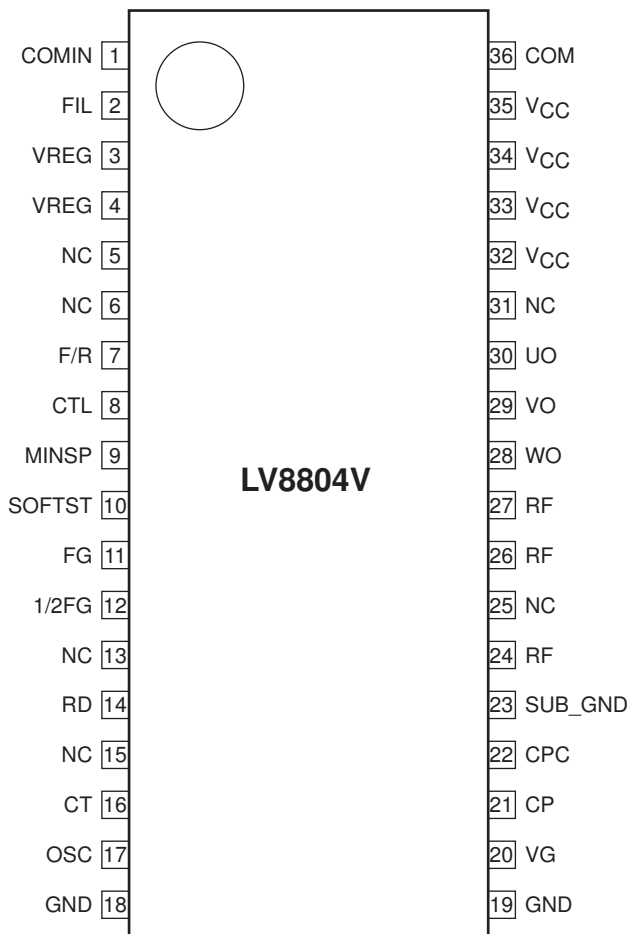 COMIN 1 36 COM
FIL 2 35 VCC
VREG 3 34 VCC
VREG 4 33 VCC
NC 5 32 VCC
NC 6 31 NC
F/R 7 30 UO
CTL 8 29 VO
MINSP 9 28 WO
LV8804V
SOFTST 10 27 RF
FG 11 26 RF
1/2FG 12 25 NC
NC 13 24 RF
RD 14 23 SUB_GND
NC 15 22 CPC
CT 16 21 CP
OSC 17 20 VG
GND 18 19 GND